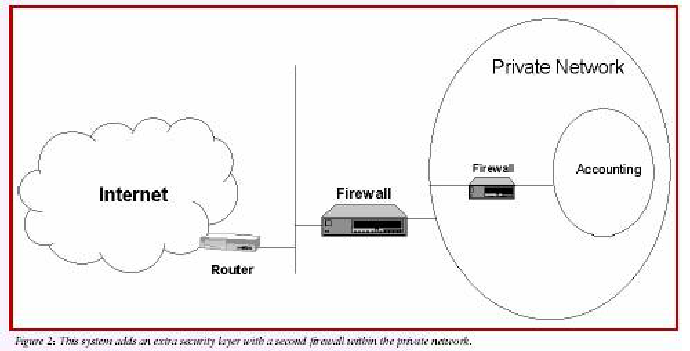 Private Network
Internet
Firewall
Firewall
Accounting
Router
Figure 2: This system adds an extra security layer with a second firewall within the private network.